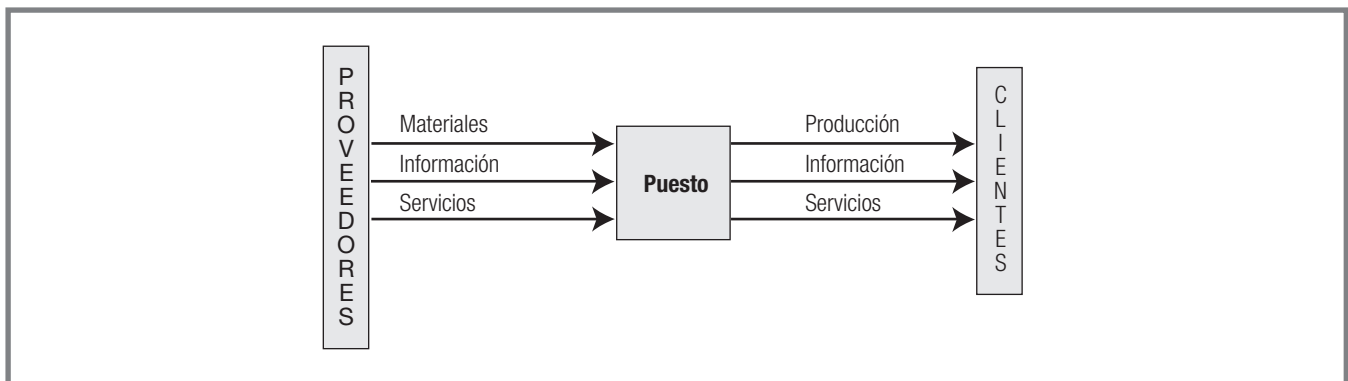 PROVEEDORES
Materiales
Información
Servicios
Puesto
Producción
Información
Servicios
CLIENTES